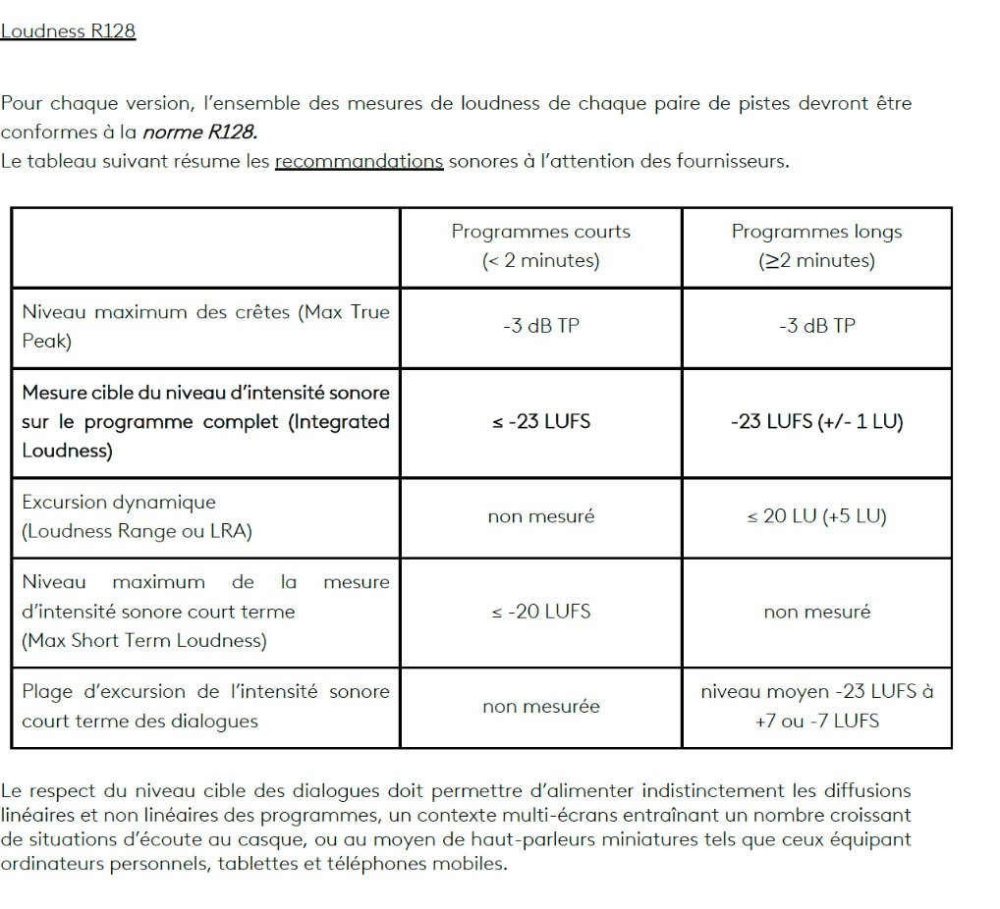 Loudness R128
Pour chaque version, l'ensemble des mesures de loudness de chaque paire de pistes devront être
conformes à la norme R128.
Le tableau suivant résume les recommandations sonores à l'attention des fournisseurs.
Programmes courts
(< 2 minutes)
Programmes longs
(≥2 minutes)
Niveau maximum des crêtes (Max True
Peak)
-3 dB TP
-3 dB TP
Mesure cible du niveau d'intensité sonore
sur le programme complet (Integrated
Loudness)
≤ -23 LUFS
-23 LUFS (+/- 1 LU)
Excursion dynamique
(Loudness Range ou LRA)
non mesuré
≤ 20 LU (+5 LU)
Niveau maximum de la mesure
d'intensité sonore court terme
(Max Short Term Loudness)
≤ -20 LUFS
non mesuré
Plage d'excursion de l'intensité sonore
court terme des dialogues
non mesurée
niveau moyen -23 LUFS à
+7 ou -7 LUFS
Le respect du niveau cible des dialogues doit permettre d'alimenter indistinctement les diffusions
linéaires et non linéaires des programmes, un contexte multi-écrans entraînant un nombre croissant
de situations d'écoute au casque, ou au moyen de haut-parleurs miniatures tels que ceux équipant
ordinateurs personnels, tablettes et téléphones mobiles.